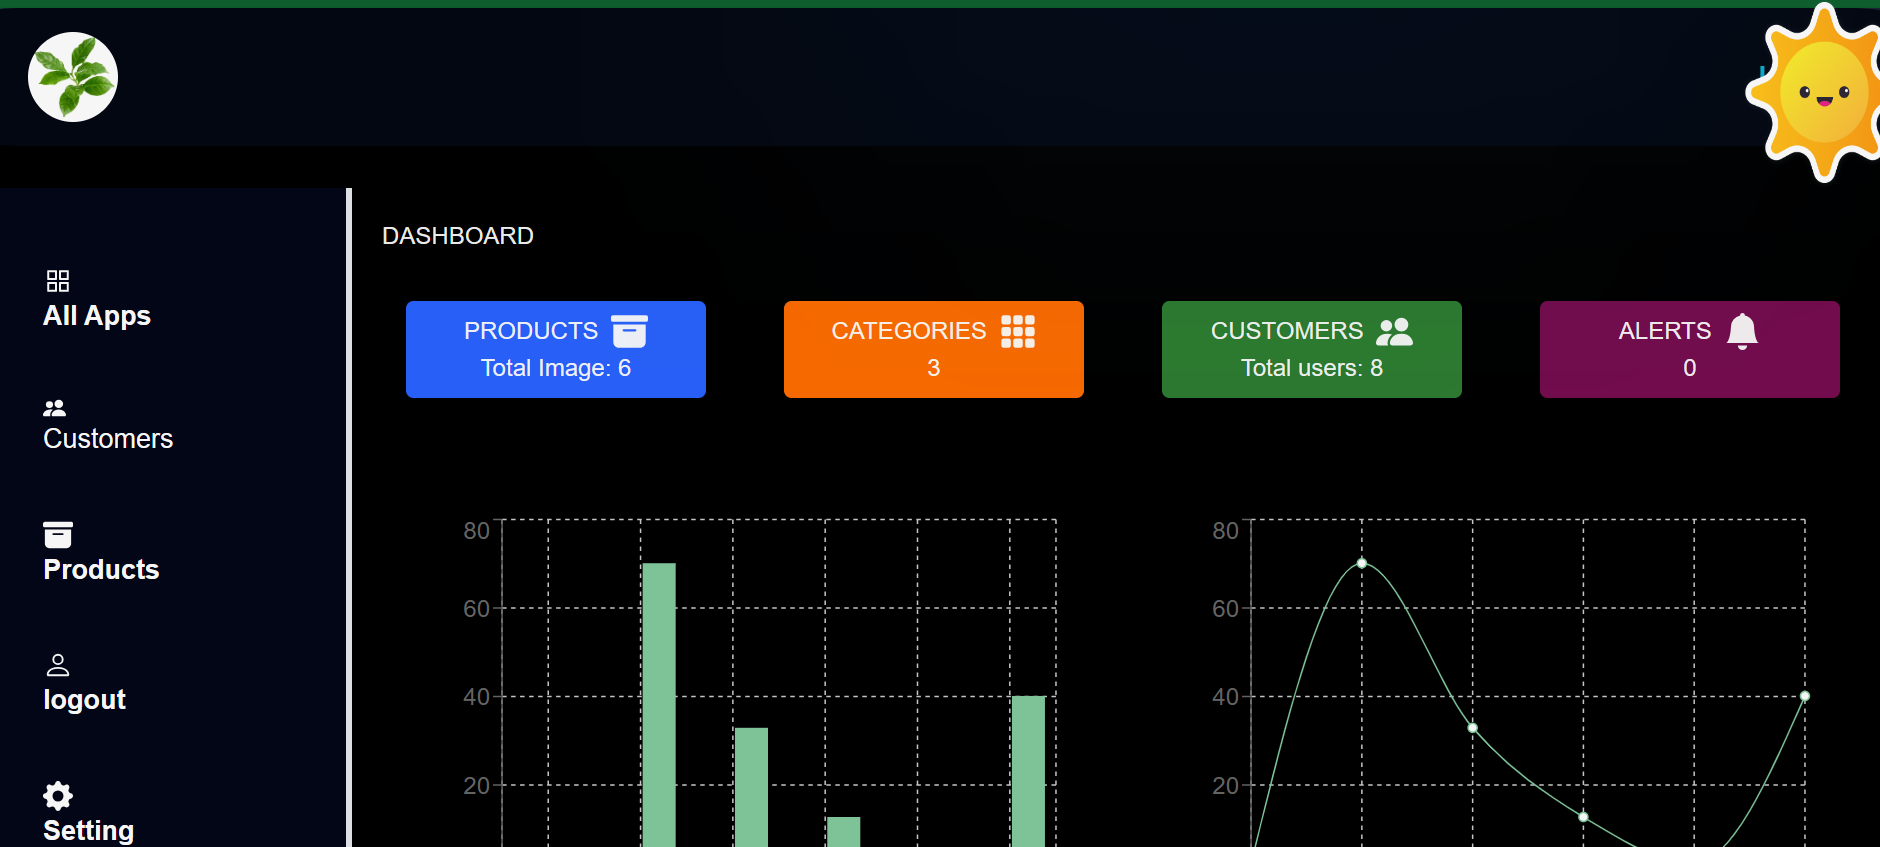 DASHBOARD
PRODUCTS
Total Image: 6
CATEGORIES
3
CUSTOMERS
Total users: 8
ALERTS
0
All Apps
Customers
Products
logout
Setting
80
60
40
20
80
60
40
20